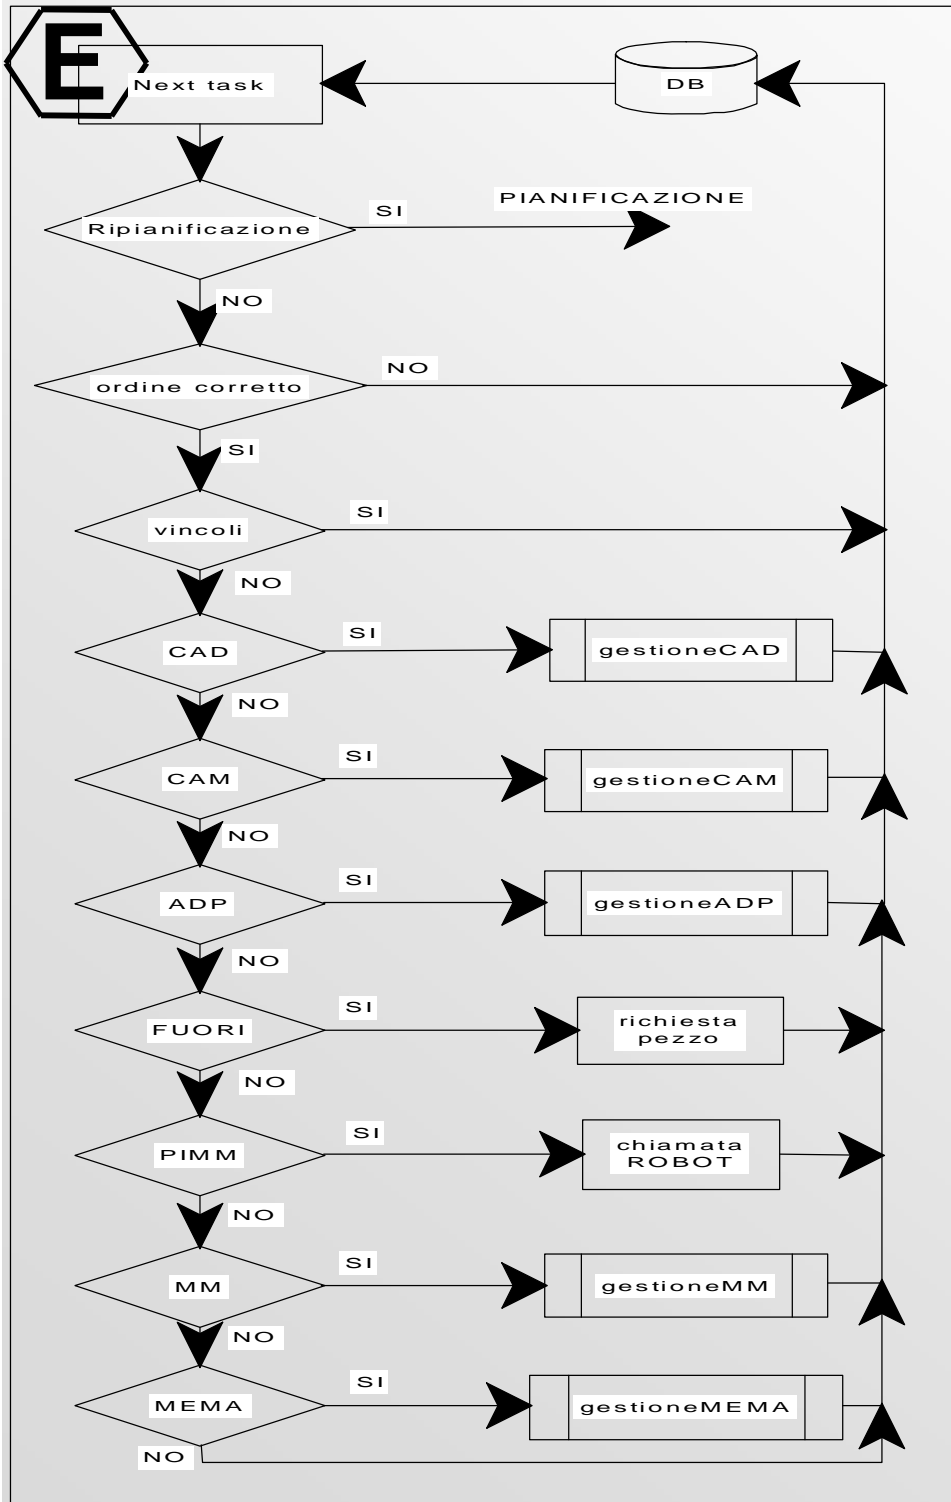 E
Next task
DB
PIANIFICAZIONE
SI
Ripianificazione
NO
NO
ordine corretto
SI
SI
vincoli
NO
SI
CAD
gestioneCAD
NO
SI
CAM
gestioneCAM
NO
SI
ADP
gestioneADP
NO
SI
FUORI
richiesta
pezzo
NO
SI
PIMM
chiamata
ROBOT
NO
SI
MM
gestioneMM
NO
SI
MEMA
gestioneMEMA
NO